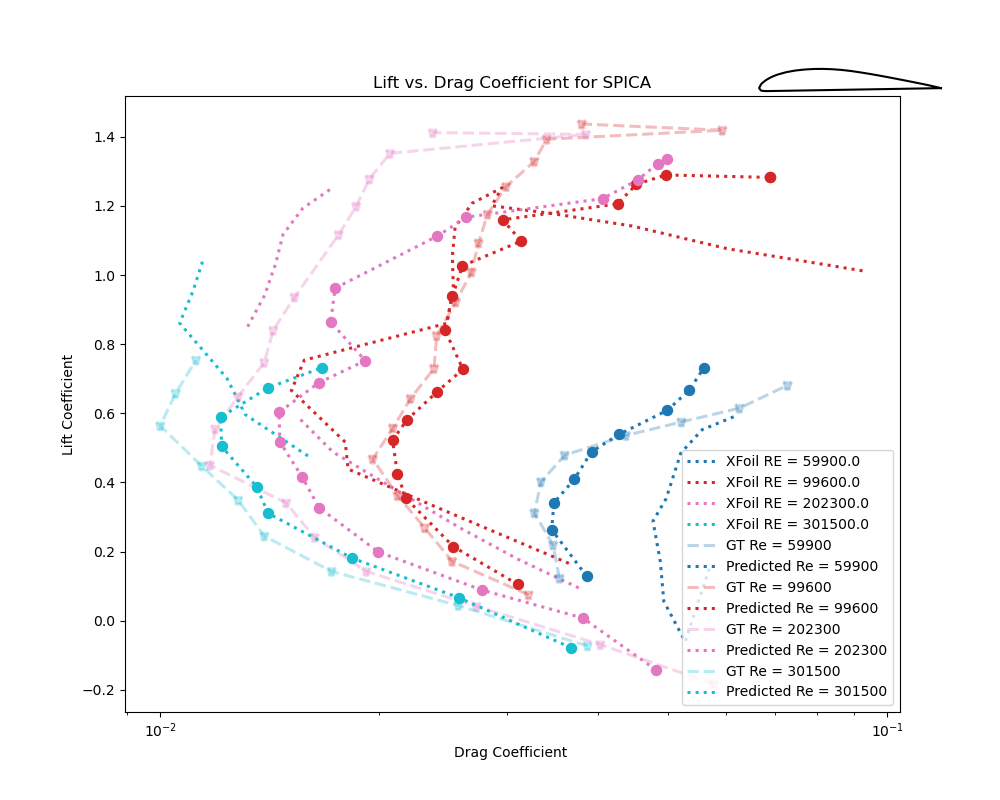 Lift vs. Drag Coefficient for SPICA
Lift Coefficient
1.4
1.2
1.0
0.8
0.6
0.4
0.2
0.0
−0.2
XFoil RE = 59900.0
XFoil RE = 99600.0
XFoil RE = 202300.0
XFoil RE = 301500.0
GT Re = 59900
Predicted Re = 59900
GT Re = 99600
Predicted Re = 99600
GT Re = 202300
Predicted Re = 202300
GT Re = 301500
Predicted Re = 301500
10⁻² 10⁻¹
Drag Coefficient